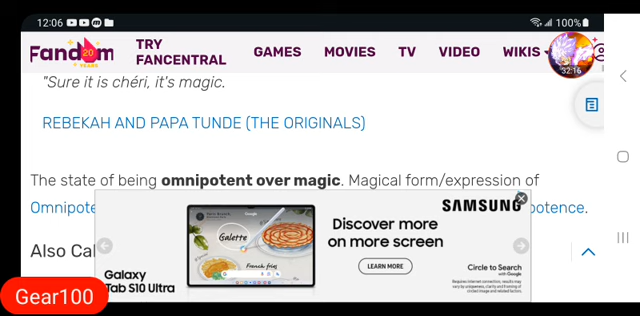 12:06 100%
Fandom 20 YEARS
TRY FANCENTRAL GAMES MOVIES TV VIDEO WIKIS
32:16
"Sure it is chéri, it's magic.
REBEKAH AND PAPA TUNDE (THE ORIGINALS)
The state of being omnipotent over magic. Magical form/expression of
Omnipote potence.
Also Cal
SAMSUNG
Discover more
on more screen
LEARN MORE
Galette
French fries
Google
Galaxy
Tab S10 Ultra
Circle to Search
with Google
Gear100